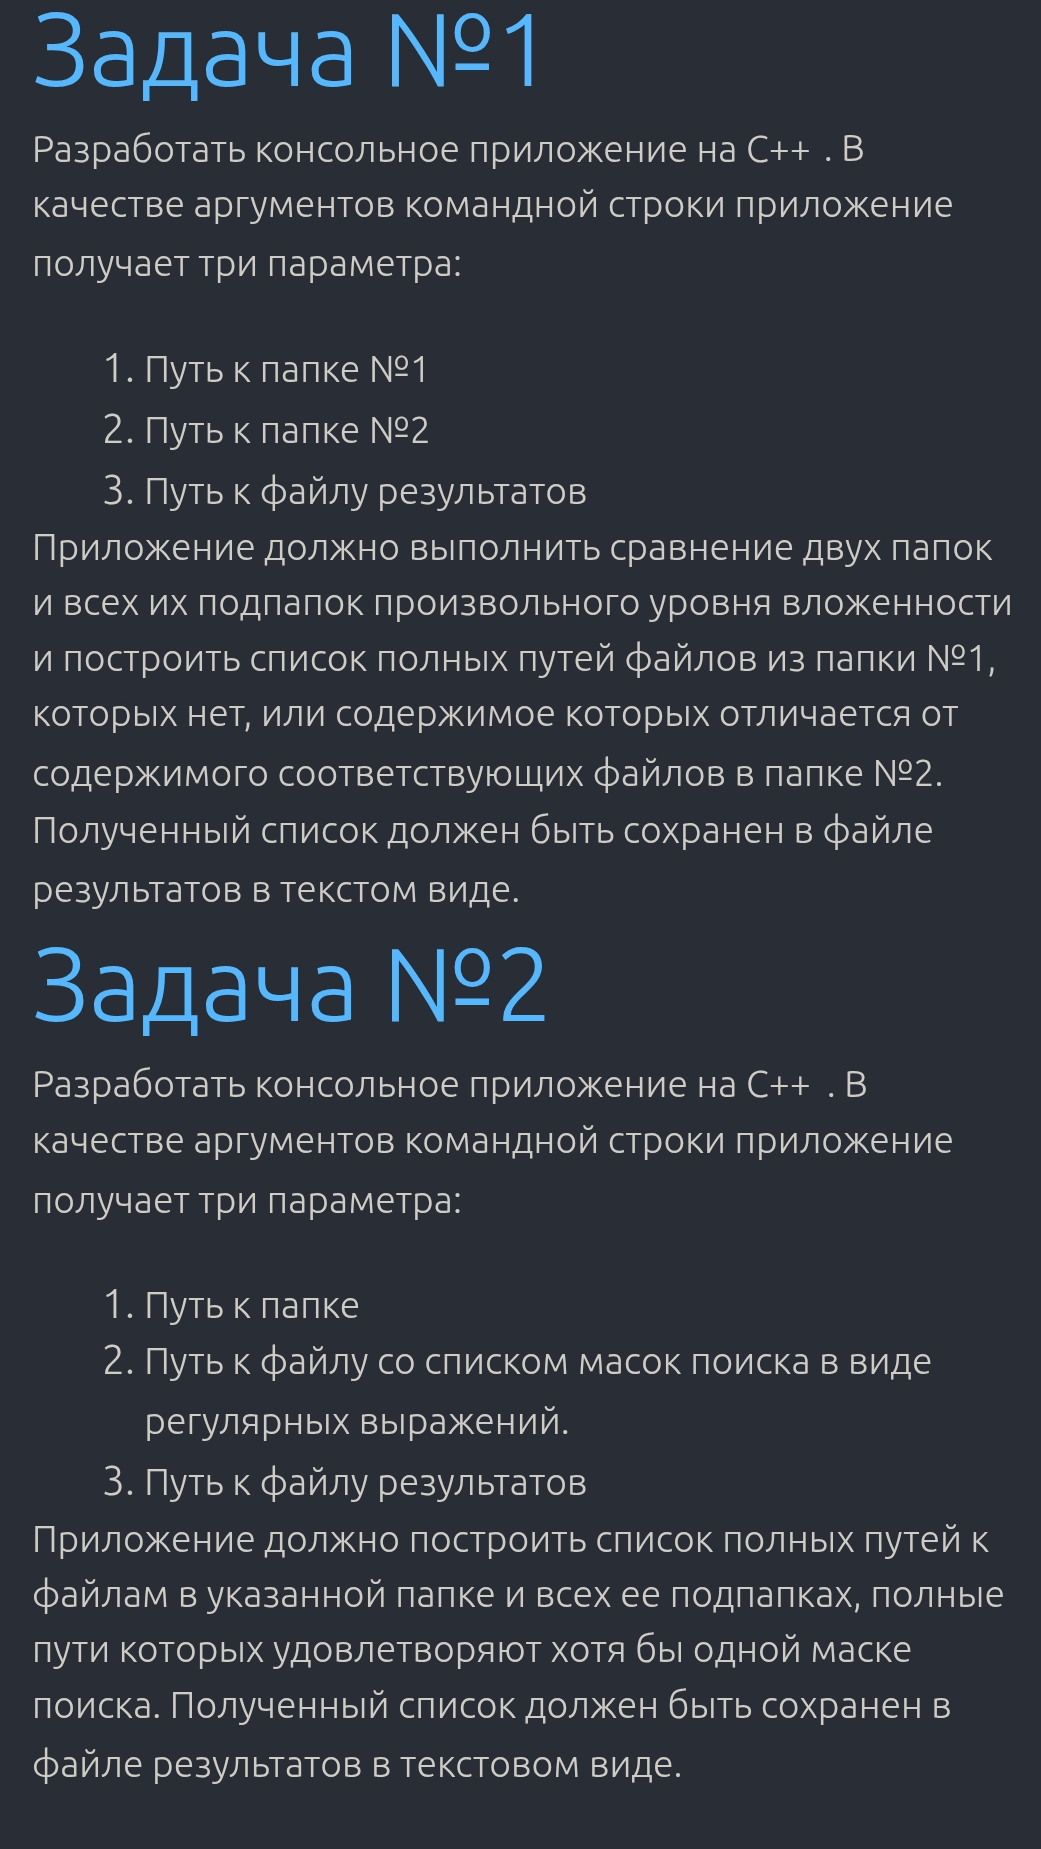 Задача №1
Разработать консольное приложение на C++ . В
качестве аргументов командной строки приложение
получает три параметра:
1. Путь к папке №1
2. Путь к папке №2
3. Путь к файлу результатов
Приложение должно выполнить сравнение двух папок
и всех их подпапок произвольного уровня вложенности
и построить список полных путей файлов из папки №1,
которых нет, или содержимое которых отличается от
содержимого соответствующих файлов в папке №2.
Полученный список должен быть сохранен в файле
результатов в текстом виде.
Задача №2
Разработать консольное приложение на C++ . В
качестве аргументов командной строки приложение
получает три параметра:
1. Путь к папке
2. Путь к файлу со списком масок поиска в виде
регулярных выражений.
3. Путь к файлу результатов
Приложение должно построить список полных путей к
файлам в указанной папке и всех ее подпапках, полные
пути которых удовлетворяют хотя бы одной маске
поиска. Полученный список должен быть сохранен в
файле результатов в текстовом виде.